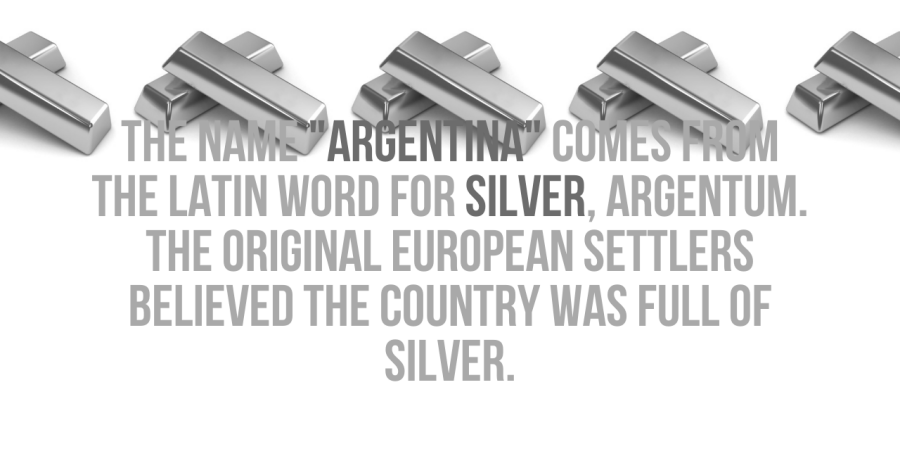 THE NAME "ARGENTINA" COMES FROM
THE LATIN WORD FOR SILVER, ARGENTUM.
THE ORIGINAL EUROPEAN SETTLERS
BELIEVED THE COUNTRY WAS FULL OF
SILVER.